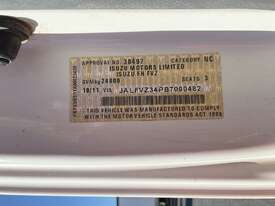 APPROVAL NO 38497 CATEGORY NC
ISUZU MOTORS LIMITED
ISUZU FH FVZ
GVM kg 24000 SEATS 3
10/11 VIN JALFVZ34PB7000482
THIS VEHICLE WAS MANUFACTURED TO COMPLY
WITH THE MOTOR VEHICLE
STANDARDS ACT 1989